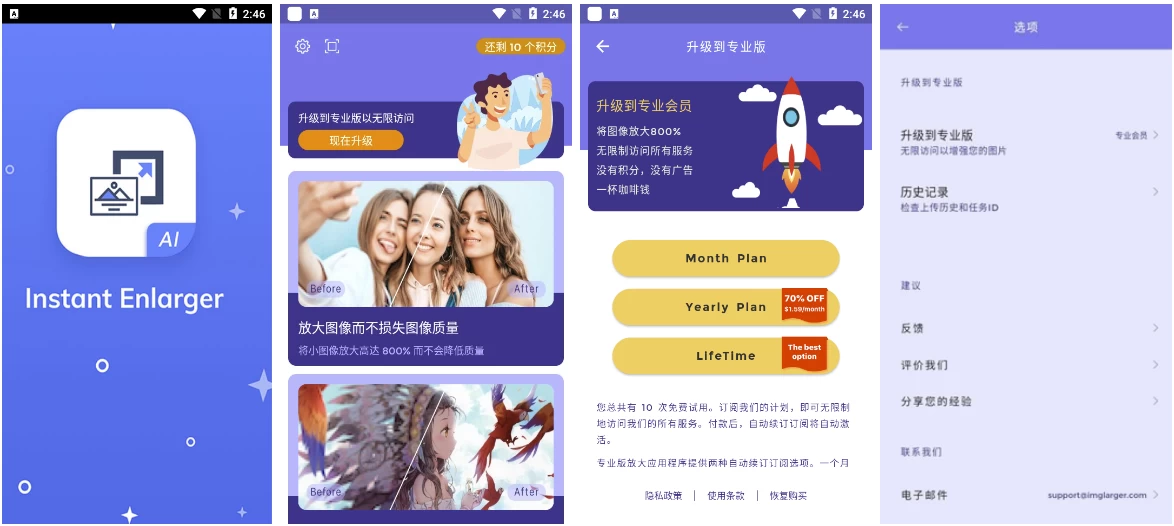 2:46
AI
Instant Enlarger
2:46
还剩 10 个积分
升级到专业版以无限访问
现在升级
Before
After
放大图像而不损失图像质量
将小图像放大高达 800% 而不会降低质量
Before
After
2:46
升级到专业版
升级到专业会员
将图像放大800%
无限制访问所有服务
没有积分，没有广告
一杯咖啡钱
Month Plan
Yearly Plan
70% OFF
$1.59/month
LifeTime
The best
option
您总共有 10 次免费试用。订阅我们的计划，即可无限制
地访问我们的所有服务。付款后，自动续订订阅将自动激
活。
专业版放大应用程序提供两种自动续订订阅选项。一个月
隐私政策 | 使用条款 | 恢复购买
选项
升级到专业版
升级到专业版
专业会员
无限访问以增强您的图片
历史记录
检查上传历史和任务ID
建议
反馈
评价我们
分享您的经验
联系我们
电子邮件
support@imglarger.com